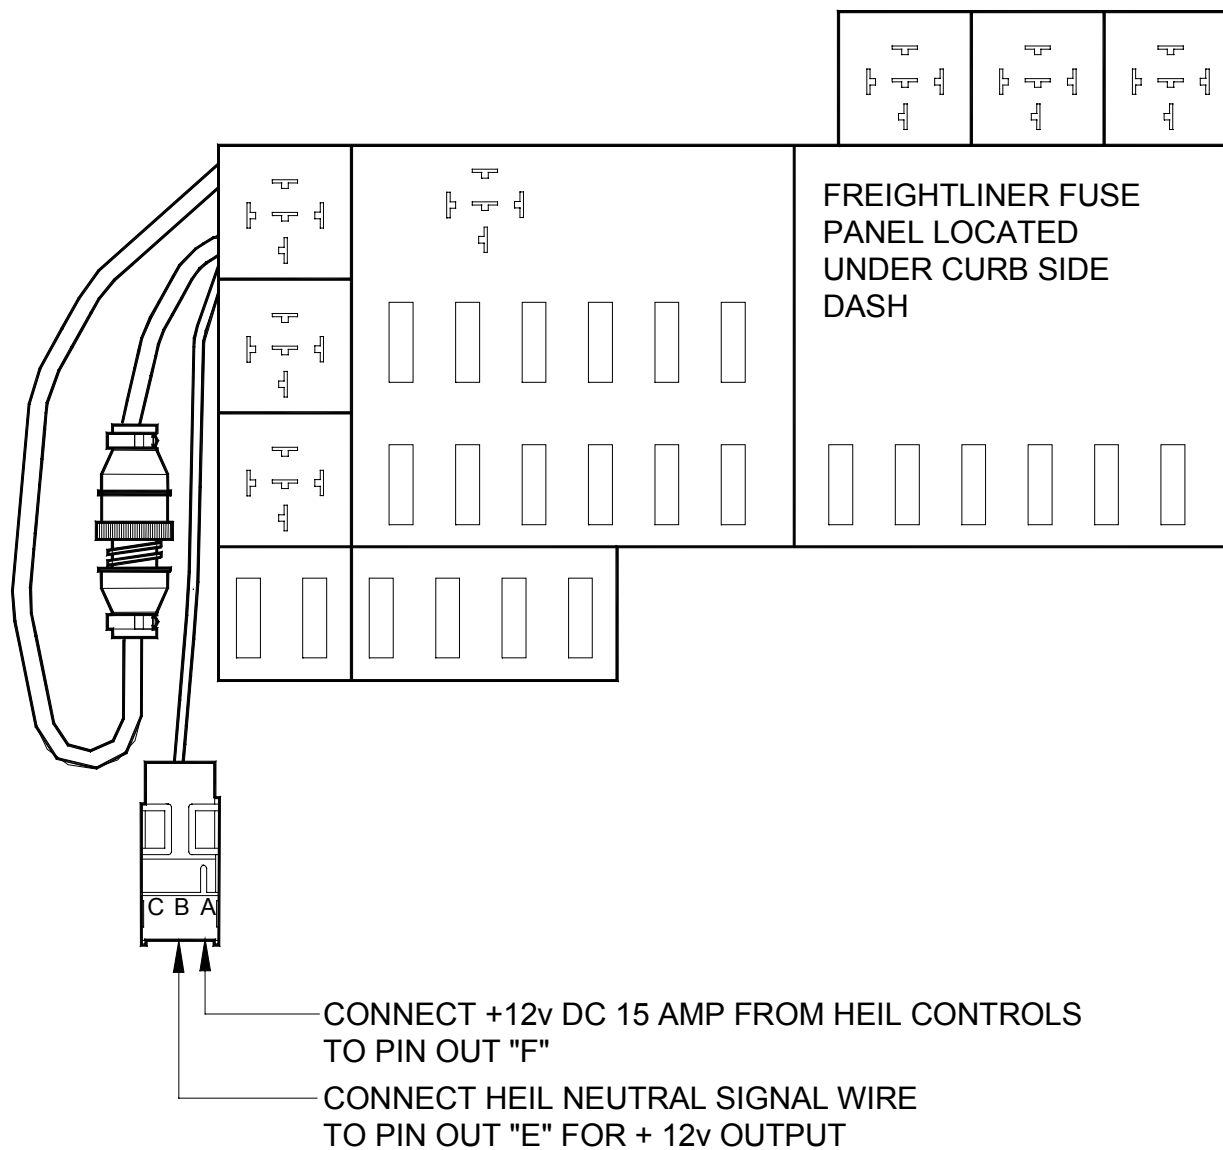 FREIGHTLINER FUSE
PANEL LOCATED
UNDER CURB SIDE
DASH
C B A
CONNECT +12v DC 15 AMP FROM HEIL CONTROLS
TO PIN OUT "F"
CONNECT HEIL NEUTRAL SIGNAL WIRE
TO PIN OUT "E" FOR + 12v OUTPUT